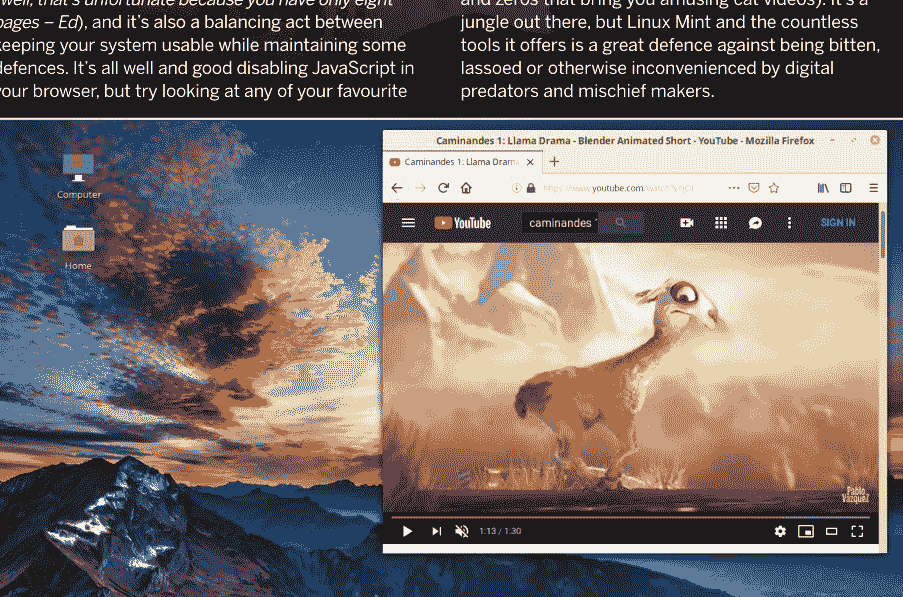 well, that's unfortunate because you have only eight
pages – Ed), and it's also a balancing act between
keeping your system usable while maintaining some
defences. It's all well and good disabling JavaScript in
your browser, but try looking at any of your favourite
and zeros that bring you amusing cat videos). It's a
jungle out there, but Linux Mint and the countless
tools it offers is a great defence against being bitten,
lassoed or otherwise inconvenienced by digital
predators and mischief makers.
Computer
Home
Caminandes 1: Llama Drama - Blender Animated Short - YouTube - Mozilla Firefox
Caminandes 1: Llama Drama
https://www.youtube.com
YouTube
caminandes
SIGN IN
Pablo
Vazquez
1:13 / 1:30